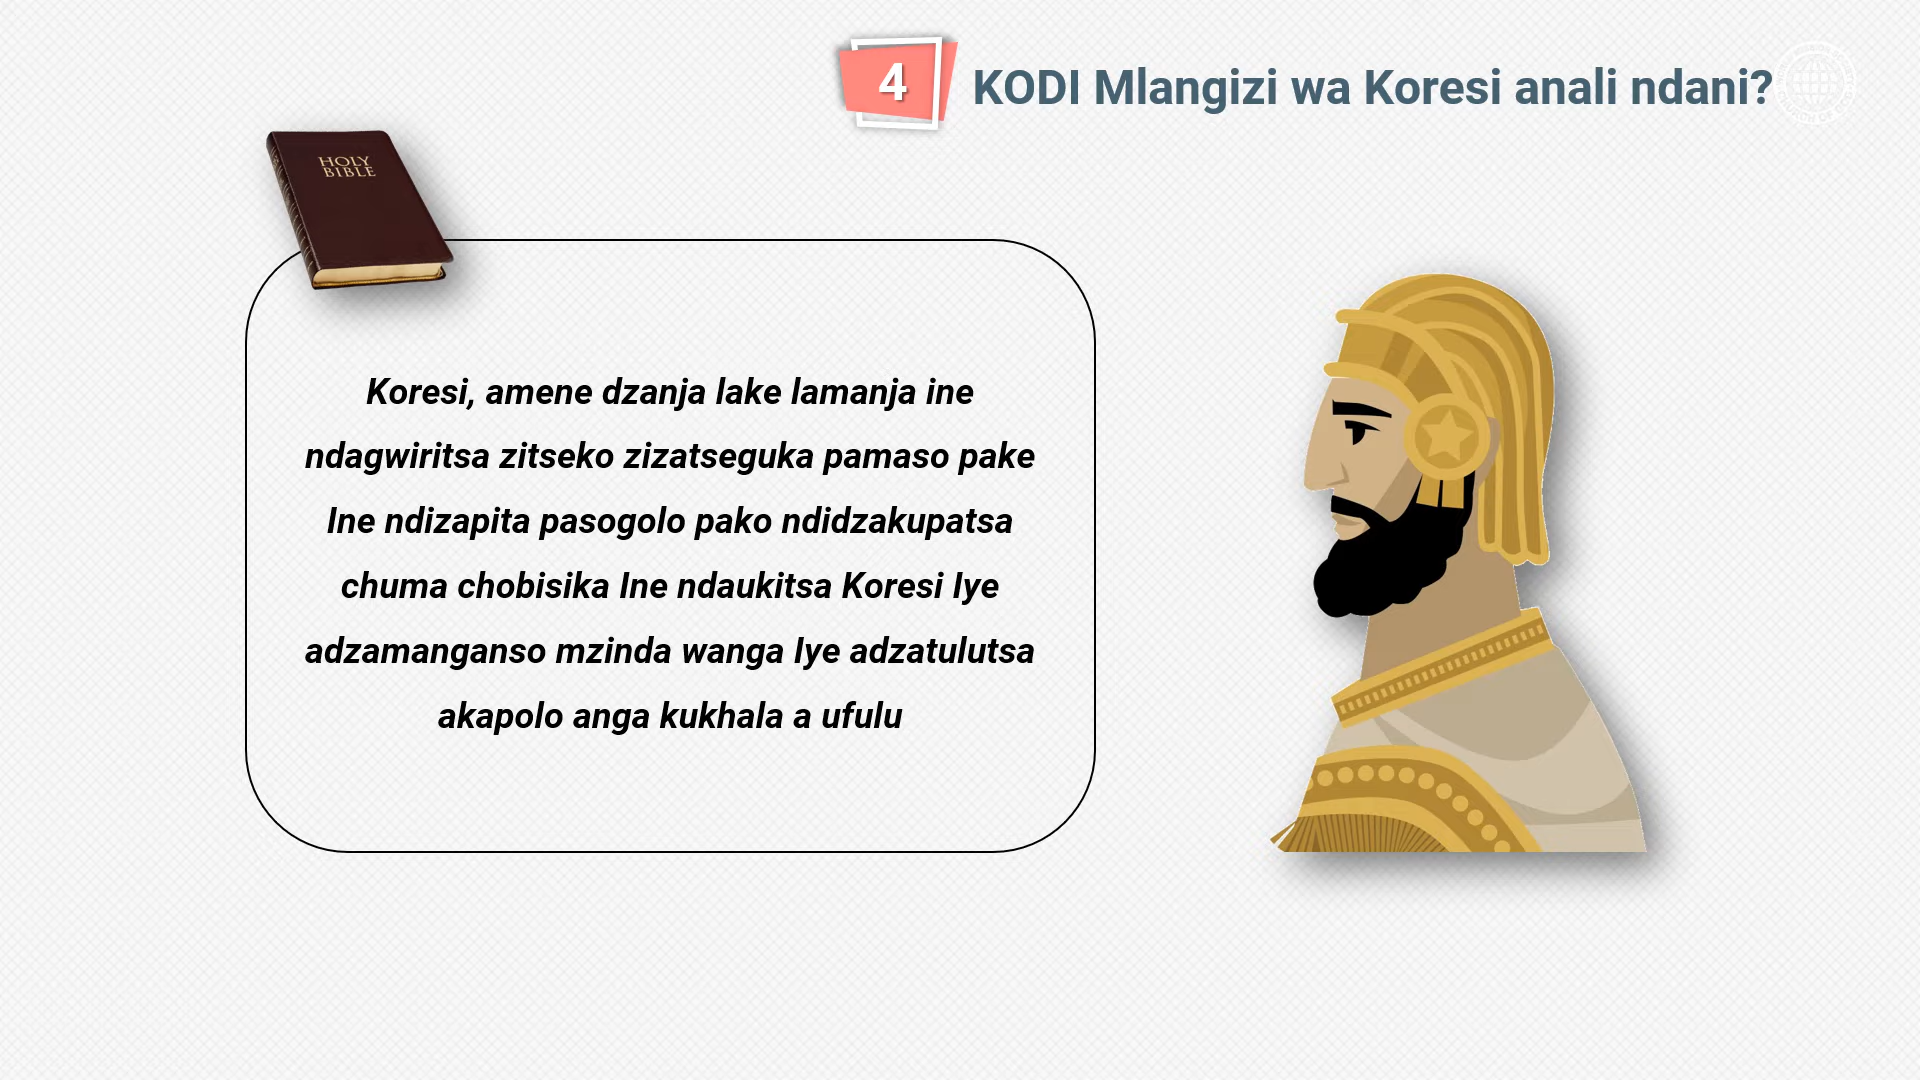 4
KODI Mlangizi wa Koresi anali ndani?
HOLY
BIBLE
Koresi, amene dzanja lake lamanja ine
ndagwiritsa zitseko zizatseguka pamaso pake
Ine ndizapita pasogolo pako ndidzakupatsa
chuma chobisika Ine ndaukitsa Koresi Iye
adzamanganso mzinda wanga Iye adzatulutsa
akapolo anga kukhala a ufulu